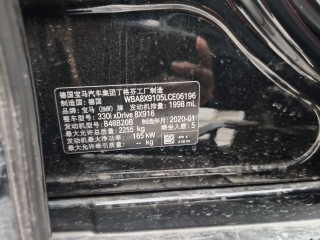 德国宝马汽车集团丁格芬工厂制造
制造国：德国 WBA8X9105LCE06196
品牌：宝马（BMW）牌 发动机排量：1998 mL
整车型号：330i xDrive 8X916
发动机型号：B48B20B 制造年月：2020-01
最大允许总质量：2255 kg 乘坐人数：5
发动机最大净功率：185 kW
最大允许牵引质量：-- kg